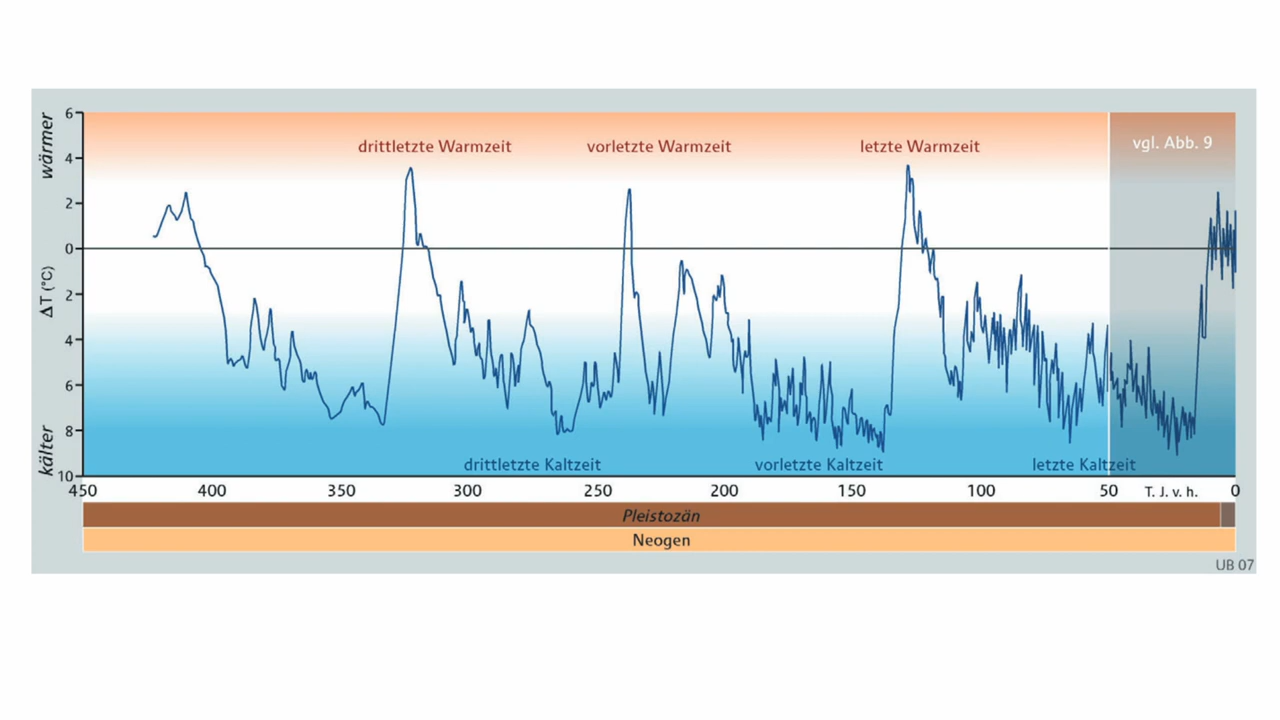 wärmer
ΔT (°C)
kälter
6
4
2
0
2
4
6
8
10
drittletzte Warmzeit
vorletzte Warmzeit
letzte Warmzeit
vgl. Abb. 9
drittletzte Kaltzeit
vorletzte Kaltzeit
letzte Kaltzeit
450 400 350 300 250 200 150 100 50 T. J. v. h. 0
Pleistozän
Neogen
UB 07